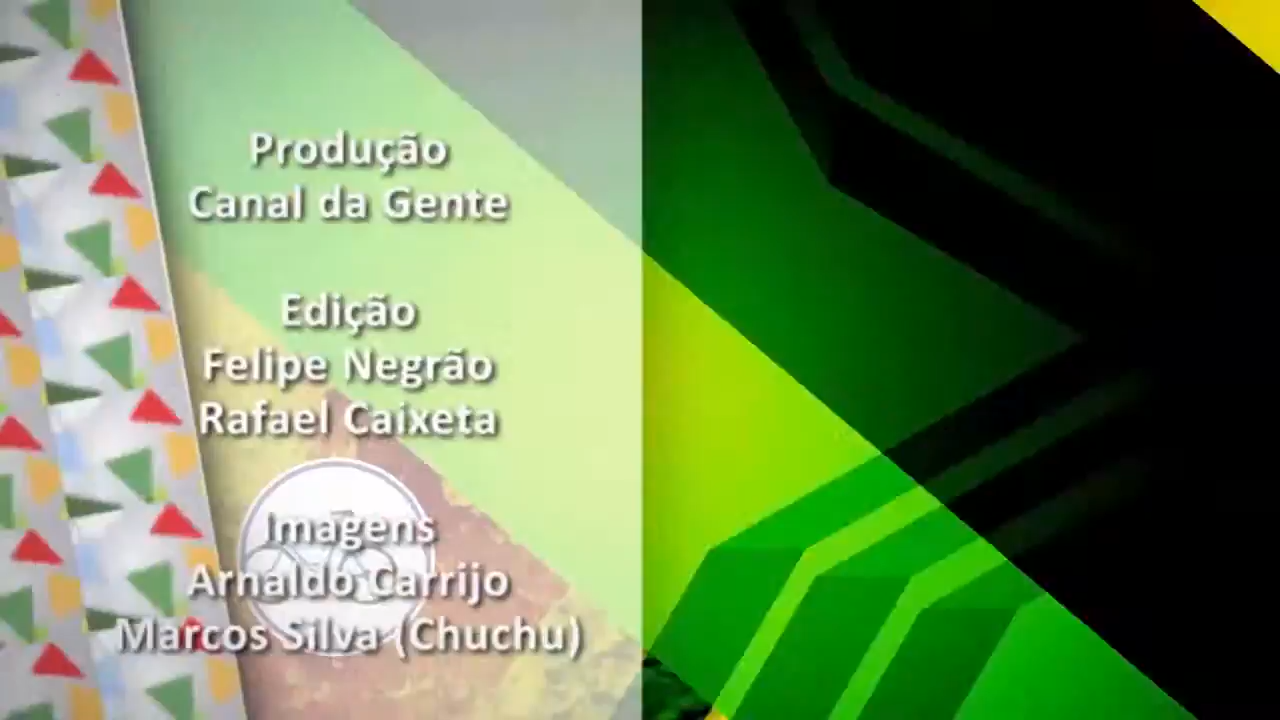 Produção
Canal da Gente
Edição
Felipe Negrão
Rafael Caixeta
Imagens
Arnaldo Carrijo
Marcos Silva (Chuchu)